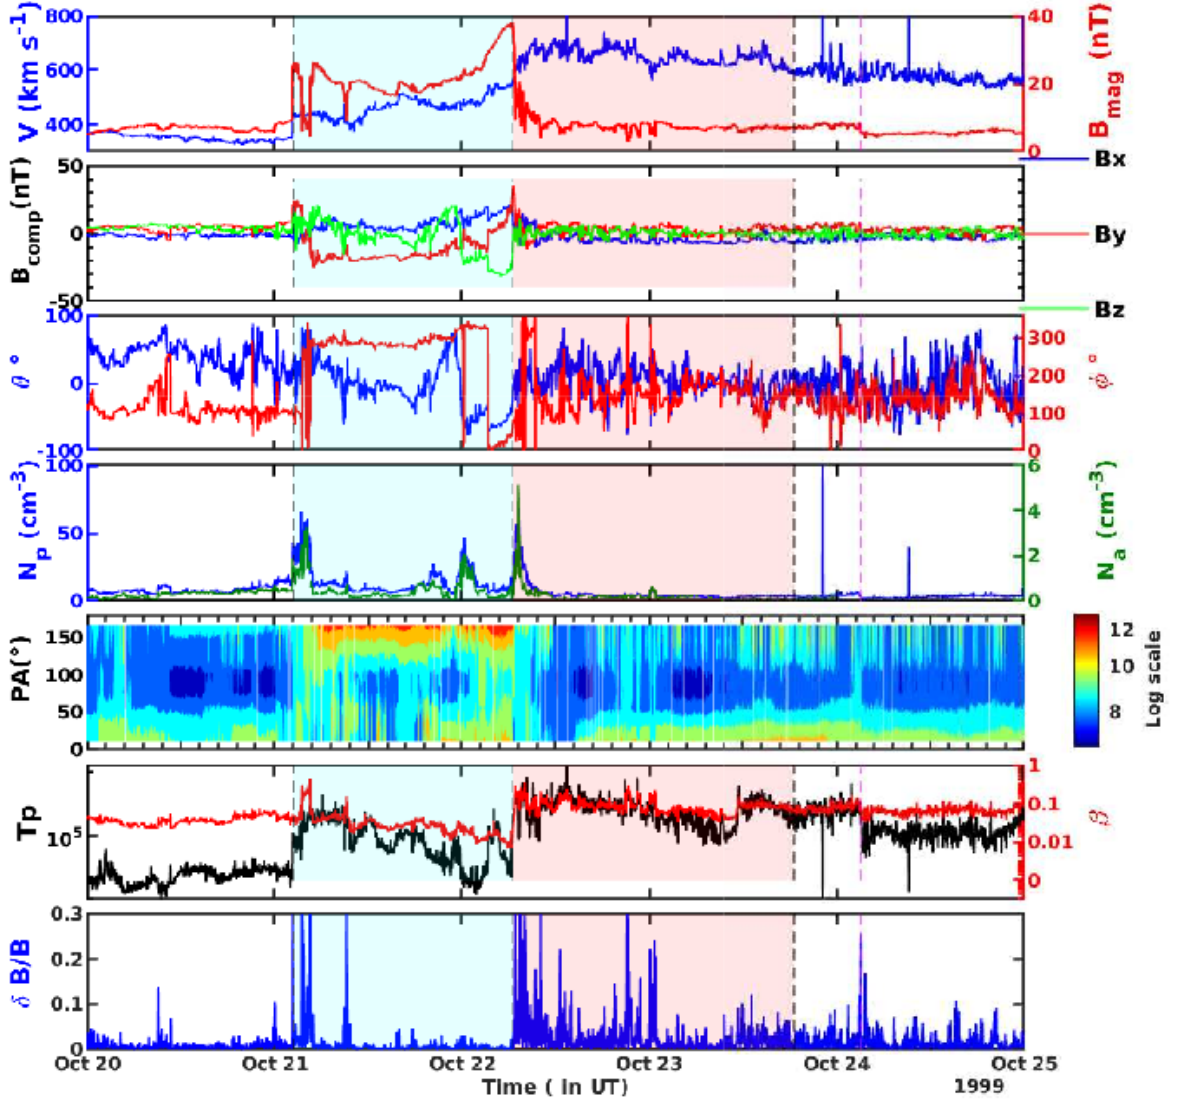 800
600
400
V (km s⁻¹)
40
20
0
B_mag (nT)
50
0
-50
B_comp(nT)
Bx
By
Bz
100
0
-100
θ °
300
200
100
0
ϕ °
100
50
0
N_p (cm⁻³)
6
4
2
0
N_a (cm⁻³)
150
100
50
0
PA(°)
12
10
8
Log scale
10⁵
Tp
1
0.1
0.01
0
β
0.3
0.2
0.1
0
δ B/B
Oct 20 Oct 21 Oct 22 Oct 23 Oct 24 Oct 25
Time ( in UT) 1999